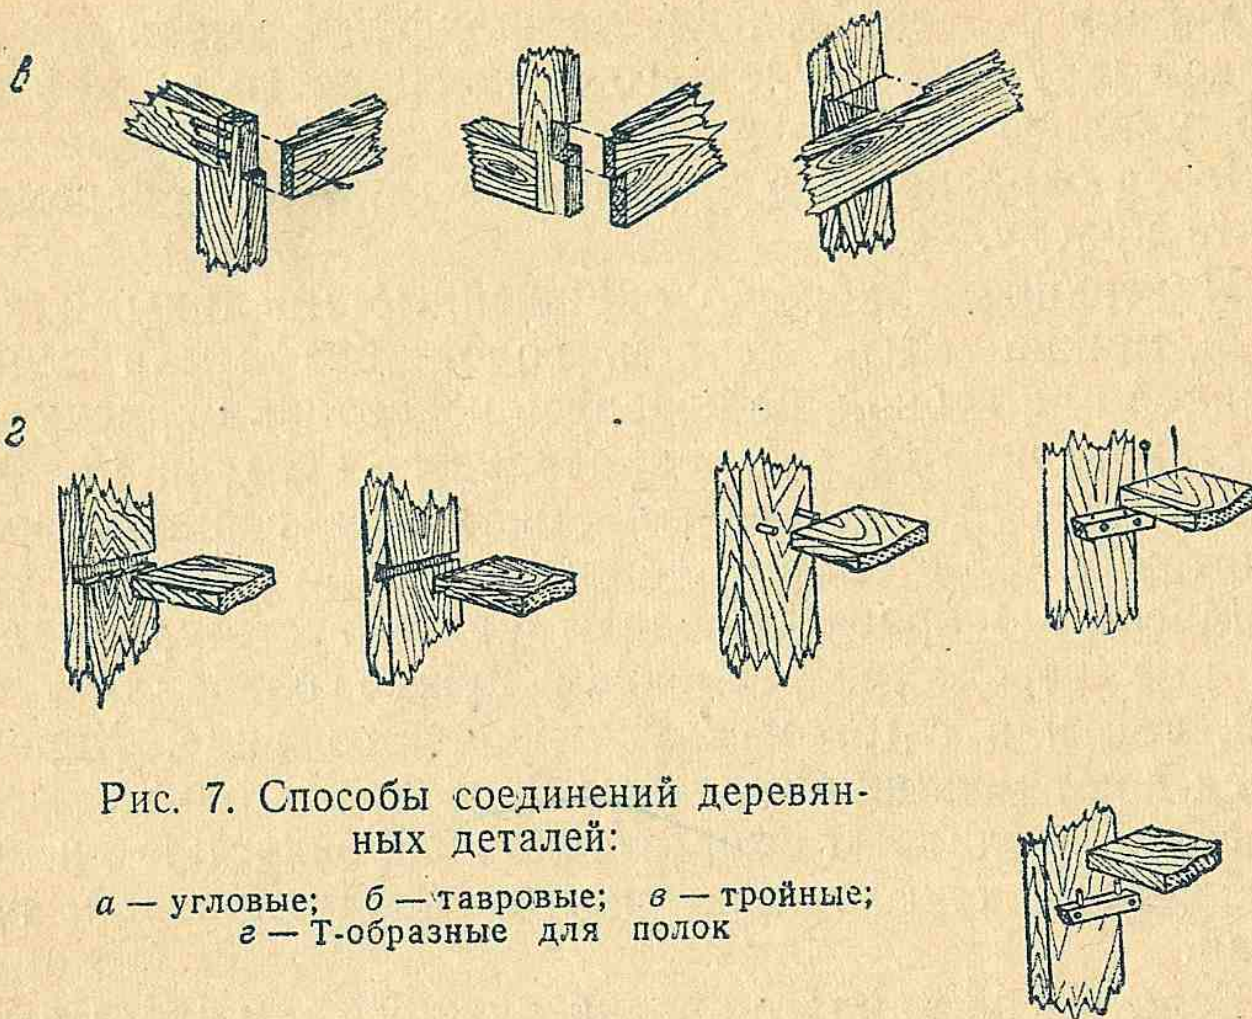 в
г
Рис. 7. Способы соединений деревян-
ных деталей:
а — угловые; б — тавровые; в — тройные;
г — Т-образные для полок